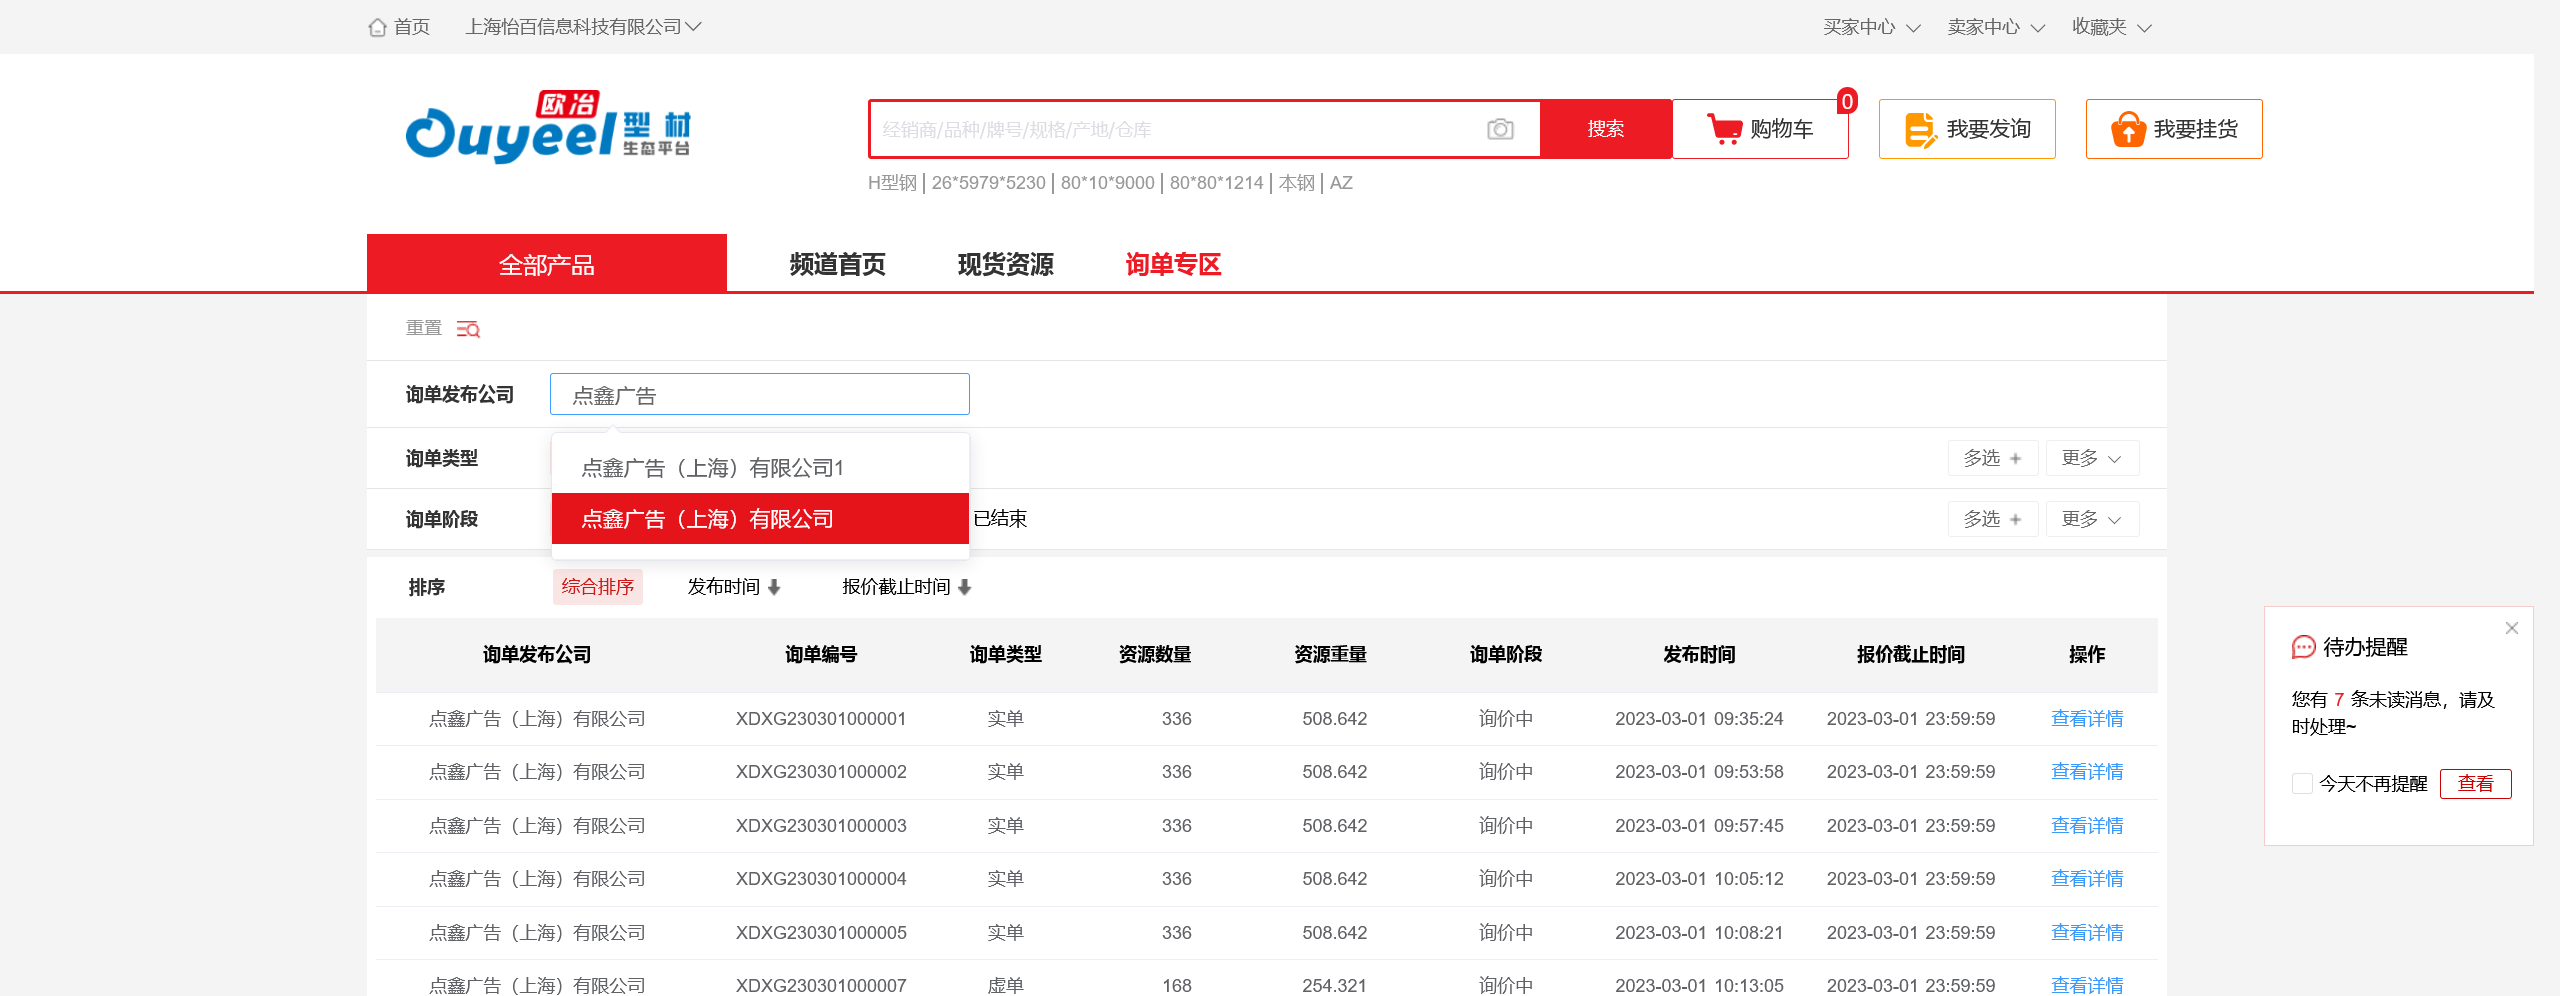 首页 上海怡百信息科技有限公司 买家中心 卖家中心 收藏夹
欧冶
Ouyeel 型材
生态平台
经销商/品种/牌号/规格/产地/仓库 搜索 购物车 0 我要发询 我要挂货
H型钢 | 26*5979*5230 | 80*10*9000 | 80*80*1214 | 本钢 | AZ
全部产品 频道首页 现货资源 询单专区
重置
询单发布公司 点鑫广告
询单类型 多选 + 更多
点鑫广告（上海）有限公司1
询单阶段 已结束 多选 + 更多
点鑫广告（上海）有限公司
排序 综合排序 发布时间 报价截止时间
询单发布公司 询单编号 询单类型 资源数量 资源重量 询单阶段 发布时间 报价截止时间 操作
点鑫广告（上海）有限公司 XDXG230301000001 实单 336 508.642 询价中 2023-03-01 09:35:24 2023-03-01 23:59:59 查看详情
点鑫广告（上海）有限公司 XDXG230301000002 实单 336 508.642 询价中 2023-03-01 09:53:58 2023-03-01 23:59:59 查看详情
点鑫广告（上海）有限公司 XDXG230301000003 实单 336 508.642 询价中 2023-03-01 09:57:45 2023-03-01 23:59:59 查看详情
点鑫广告（上海）有限公司 XDXG230301000004 实单 336 508.642 询价中 2023-03-01 10:05:12 2023-03-01 23:59:59 查看详情
点鑫广告（上海）有限公司 XDXG230301000005 实单 336 508.642 询价中 2023-03-01 10:08:21 2023-03-01 23:59:59 查看详情
点鑫广告（上海）有限公司 XDXG230301000007 虚单 168 254.321 询价中 2023-03-01 10:13:05 2023-03-01 23:59:59 查看详情
待办提醒
您有 7 条未读消息，请及
时处理~
今天不再提醒 查看